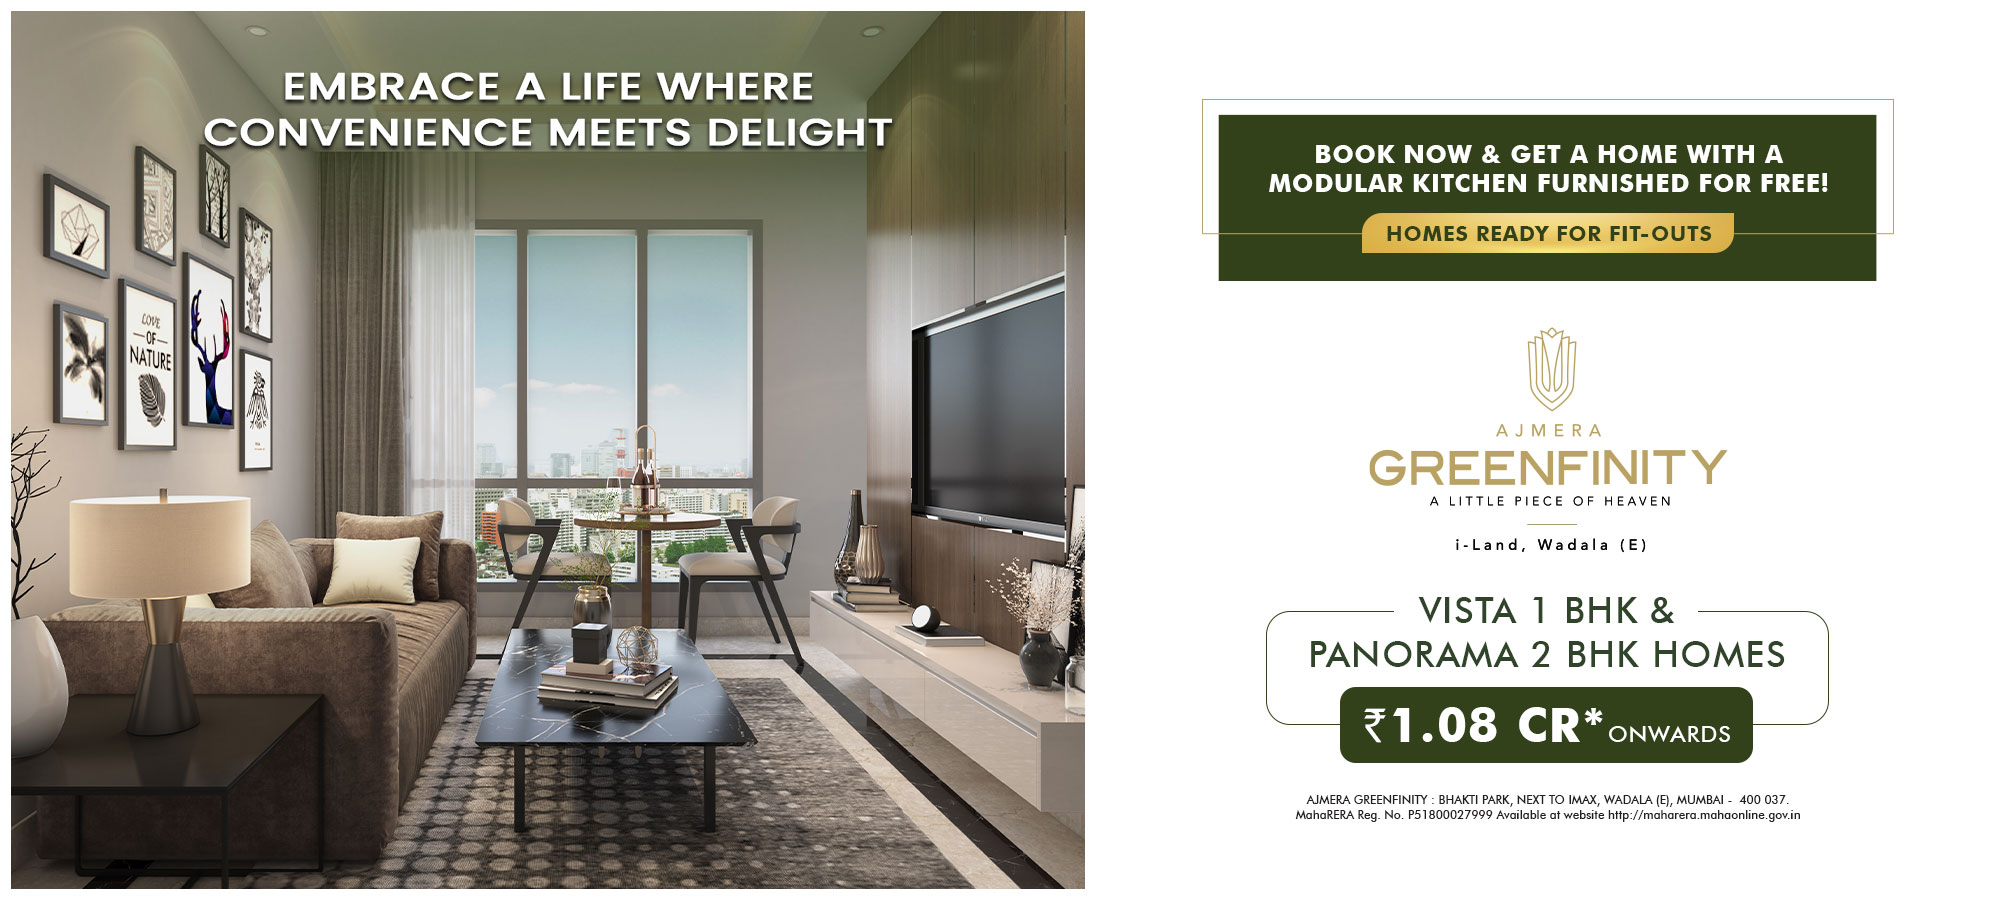 EMBRACE A LIFE WHERE
CONVENIENCE MEETS DELIGHT
LOVE
OF
NATURE
BOOK NOW & GET A HOME WITH A
MODULAR KITCHEN FURNISHED FOR FREE!
HOMES READY FOR FIT-OUTS
AJMERA
GREENFINITY
A LITTLE PIECE OF HEAVEN
i-Land, Wadala (E)
VISTA 1 BHK &
PANORAMA 2 BHK HOMES
₹1.08 CR* ONWARDS
AJMERA GREENFINITY : BHAKTI PARK, NEXT TO IMAX, WADALA (E), MUMBAI - 400 037.
MahaRERA Reg. No. P51800027999 Available at website http://maharera.mahaonline.gov.in